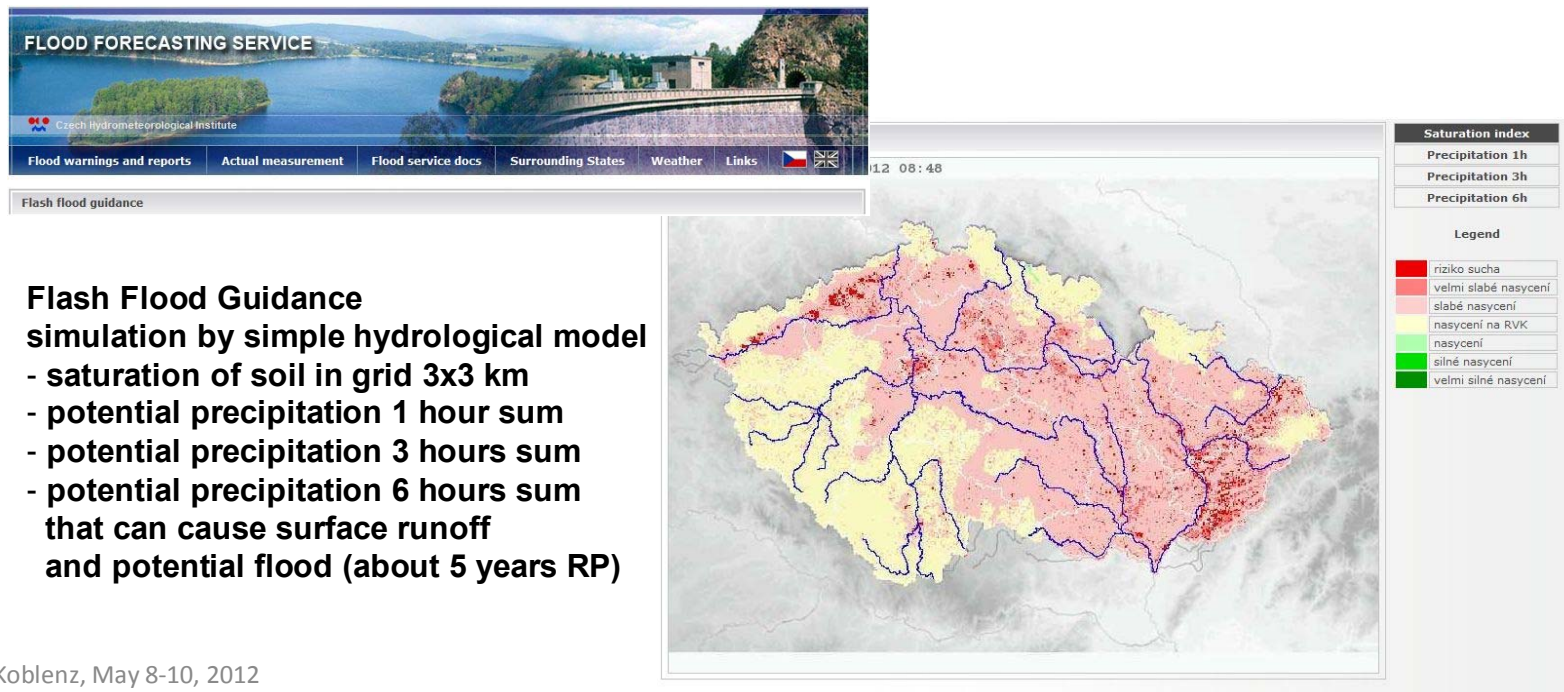 FLOOD FORECASTING SERVICE
Czech Hydrometeorological Institute
Flood warnings and reports Actual measurement Flood service docs Surrounding States Weather Links
Flash flood guidance
12 08:48
Saturation index
Precipitation 1h
Precipitation 3h
Precipitation 6h
Legend
riziko sucha
velmi slabé nasycení
slabé nasycení
nasycení na RVK
nasycení
silné nasycení
velmi silné nasycení
Flash Flood Guidance
simulation by simple hydrological model
- saturation of soil in grid 3x3 km
- potential precipitation 1 hour sum
- potential precipitation 3 hours sum
- potential precipitation 6 hours sum
that can cause surface runoff
and potential flood (about 5 years RP)
Koblenz, May 8-10, 2012